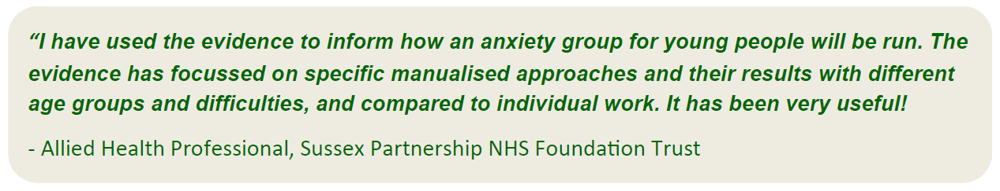 “I have used the evidence to inform how an anxiety group for young people will be run. The
evidence has focussed on specific manualised approaches and their results with different
age groups and difficulties, and compared to individual work. It has been very useful!
- Allied Health Professional, Sussex Partnership NHS Foundation Trust